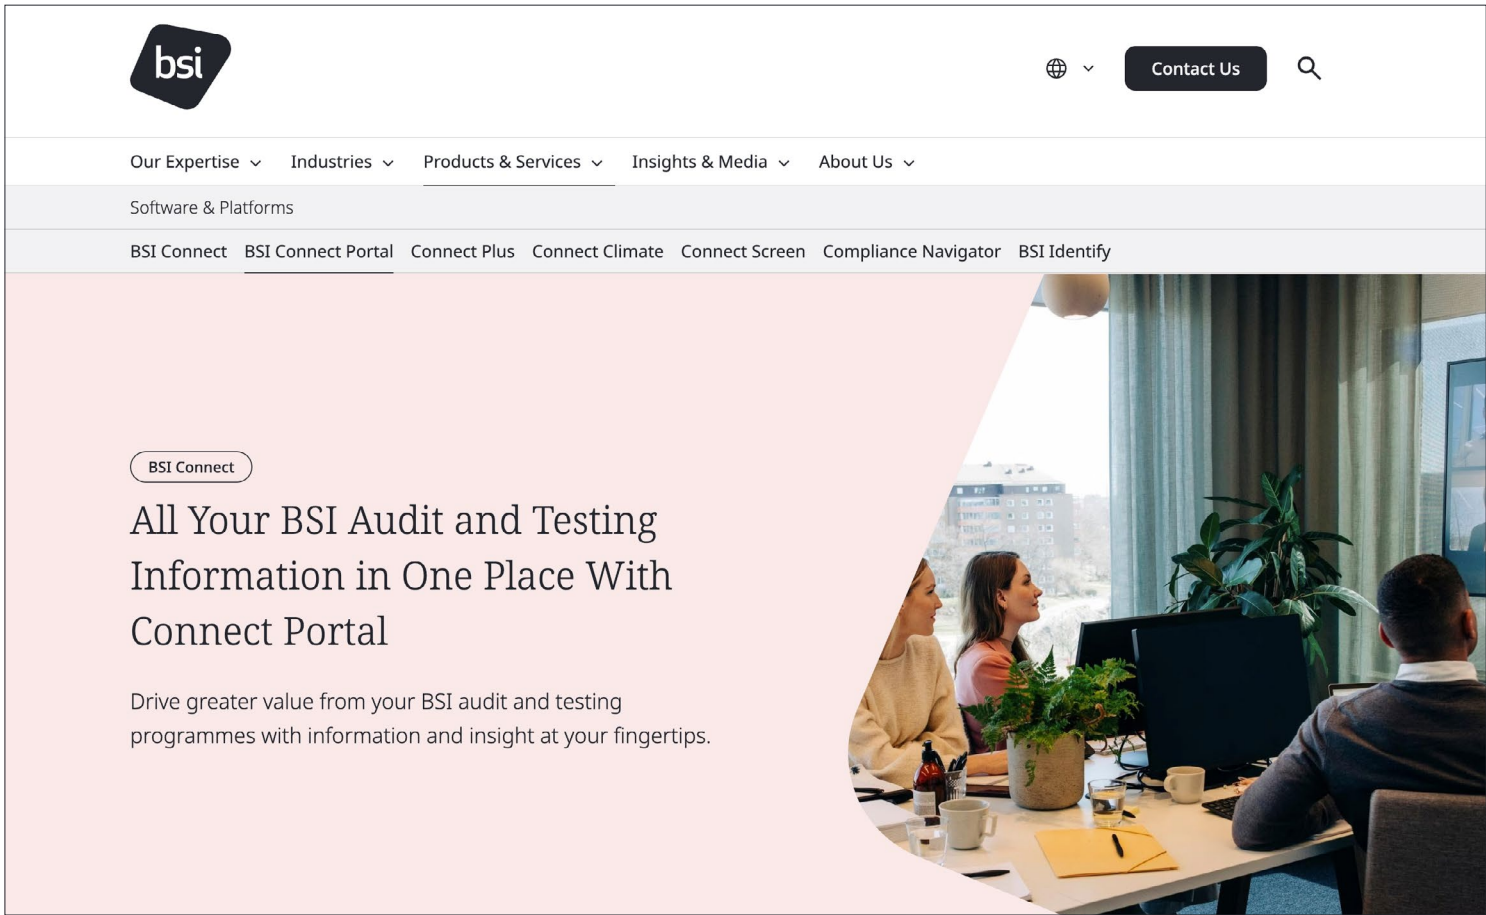 bsi
Contact Us
Our Expertise Industries Products & Services Insights & Media About Us
Software & Platforms
BSI Connect BSI Connect Portal Connect Plus Connect Climate Connect Screen Compliance Navigator BSI Identify
BSI Connect
All Your BSI Audit and Testing
Information in One Place With
Connect Portal
Drive greater value from your BSI audit and testing
programmes with information and insight at your fingertips.